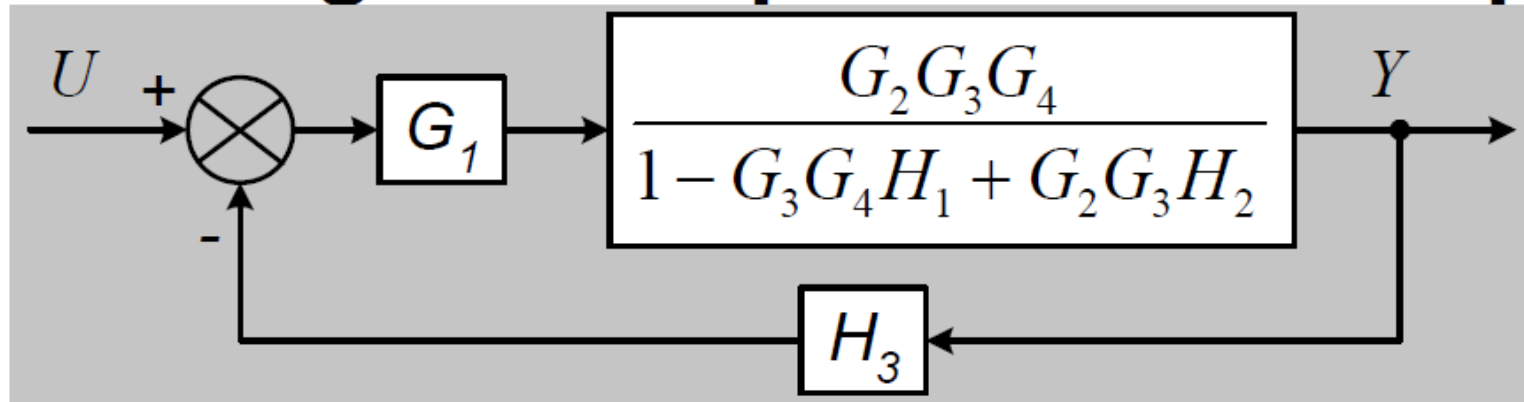 U + G₁ G₂G₃G₄ Y
1 − G₃G₄H₁ + G₂G₃H₂
-
H₃